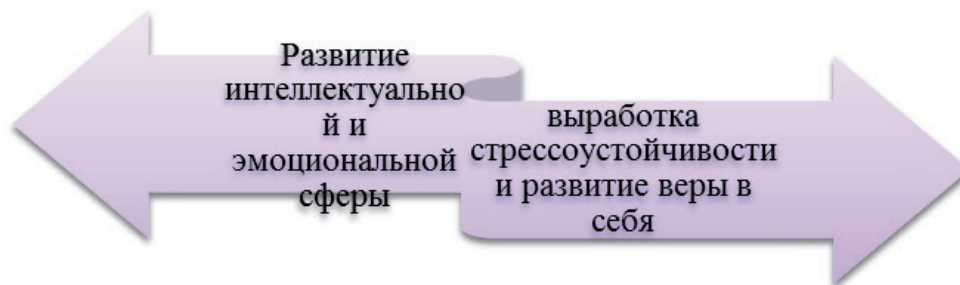 Развитие
интеллектуально
й и
эмоциональной
сферы
выработка
стрессоустойчивости
и развитие веры в
себя